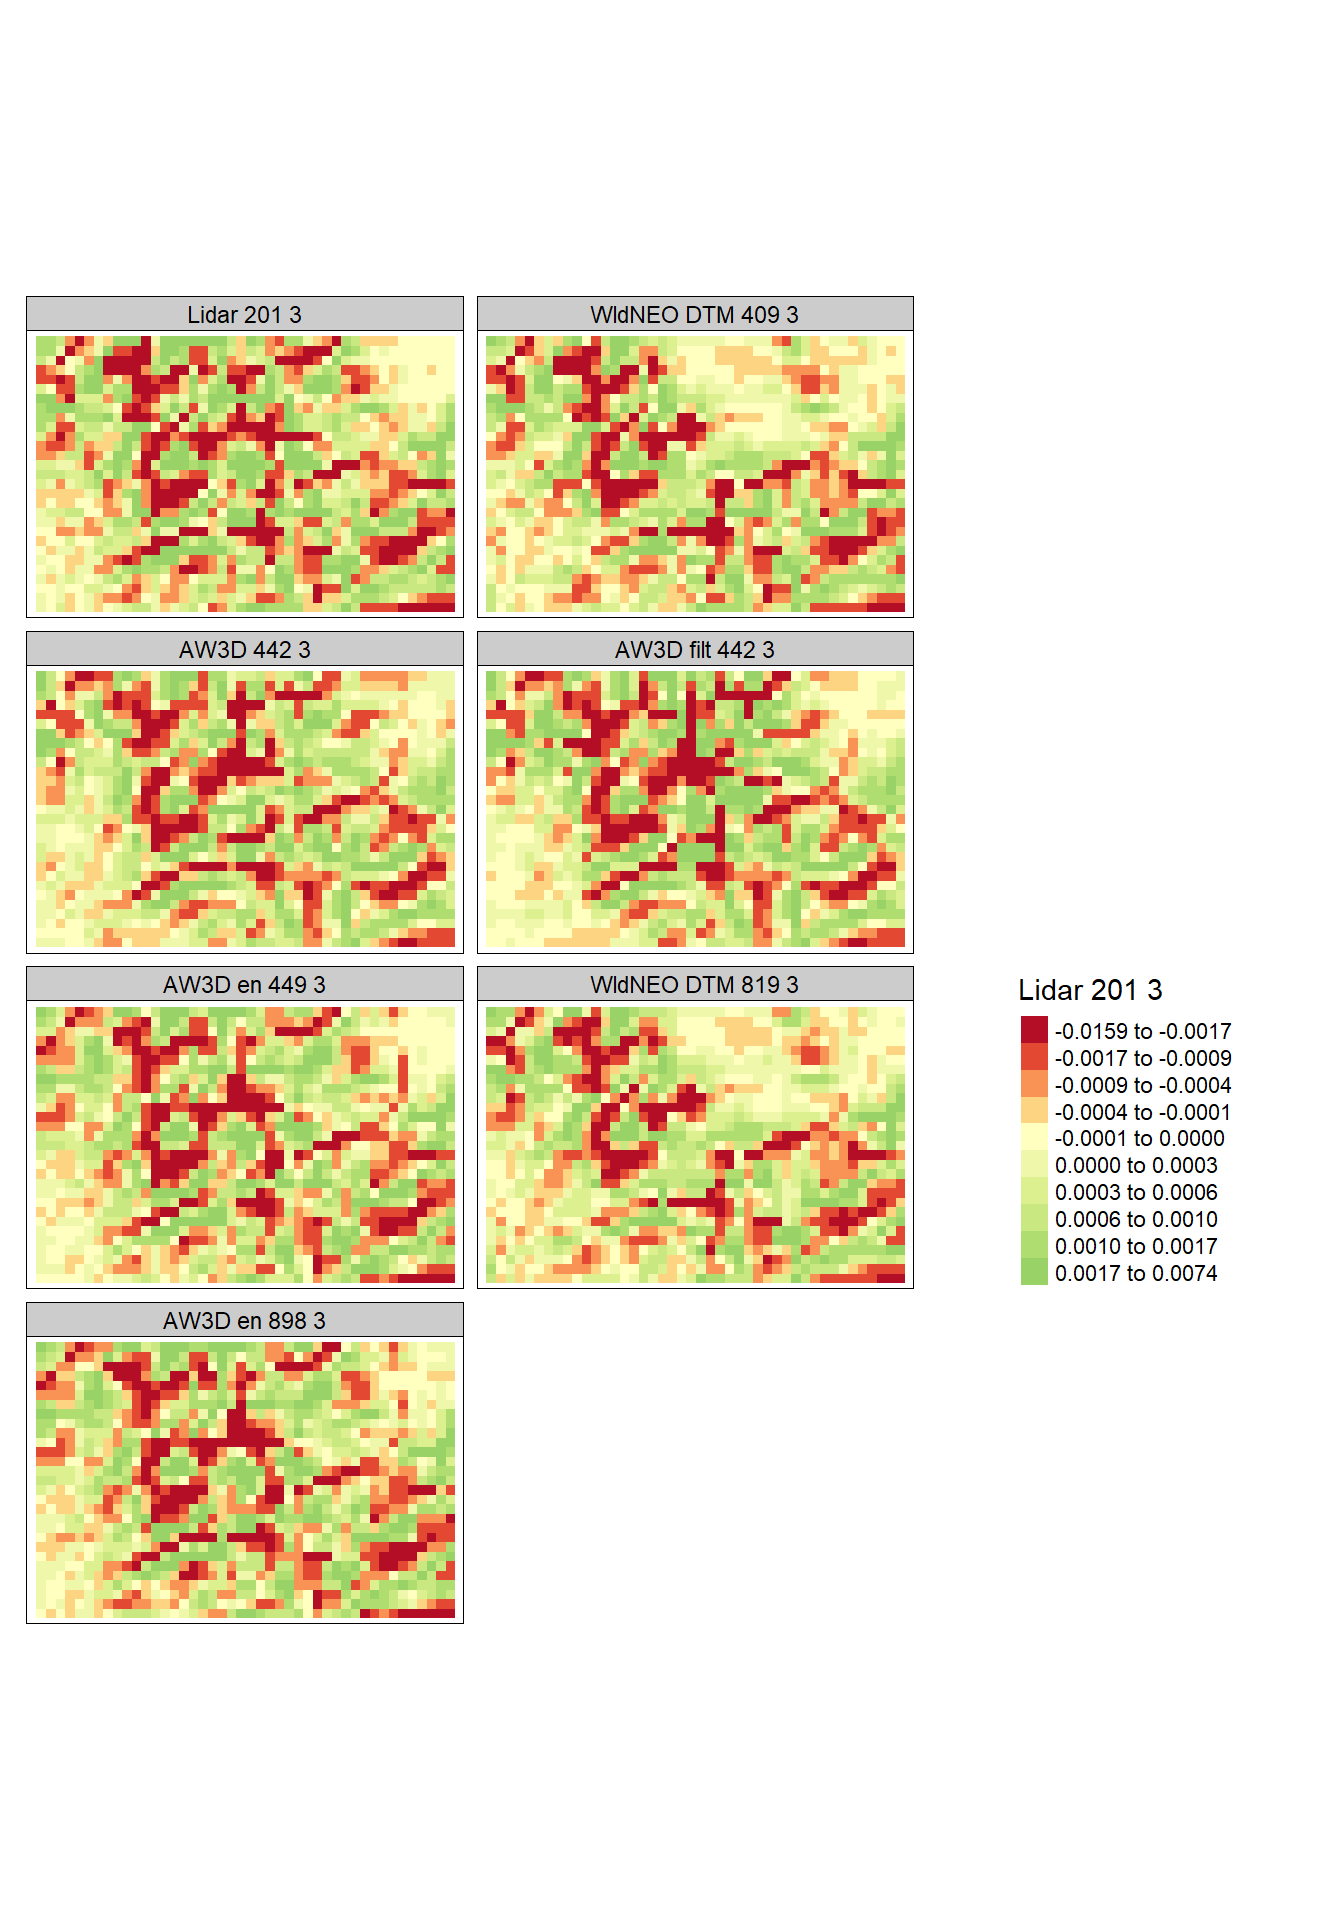 Lidar 201 3
WldNEO DTM 409 3
AW3D 442 3
AW3D filt 442 3
AW3D en 449 3
WldNEO DTM 819 3
AW3D en 898 3
Lidar 201 3
-0.0159 to -0.0017
-0.0017 to -0.0009
-0.0009 to -0.0004
-0.0004 to -0.0001
-0.0001 to 0.0000
0.0000 to 0.0003
0.0003 to 0.0006
0.0006 to 0.0010
0.0010 to 0.0017
0.0017 to 0.0074